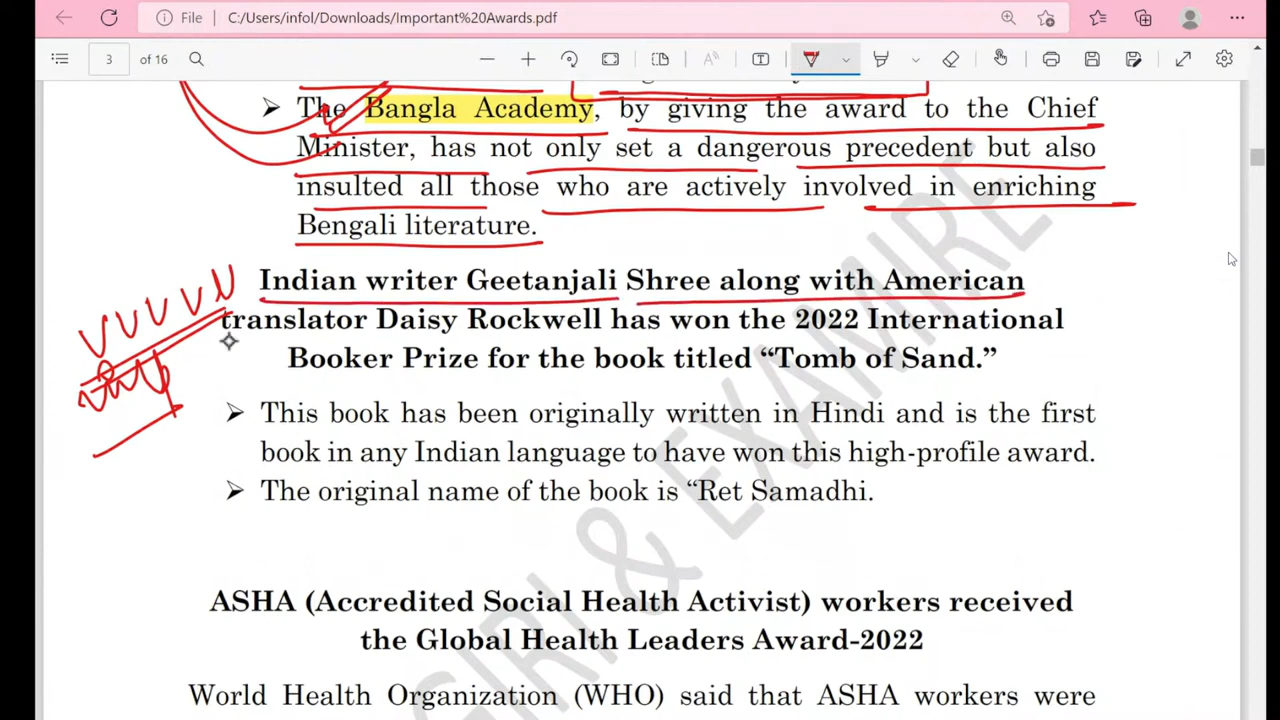 File
C:/Users/infol/Downloads/Important%20Awards.pdf
3 of 16
The Bangla Academy, by giving the award to the Chief
Minister, has not only set a dangerous precedent but also
insulted all those who are actively involved in enriching
Bengali literature.
Indian writer Geetanjali Shree along with American
translator Daisy Rockwell has won the 2022 International
Booker Prize for the book titled “Tomb of Sand.”
This book has been originally written in Hindi and is the first
book in any Indian language to have won this high-profile award.
The original name of the book is “Ret Samadhi.
GIRI & EXAMIRE
ASHA (Accredited Social Health Activist) workers received
the Global Health Leaders Award-2022
World Health Organization (WHO) said that ASHA workers were